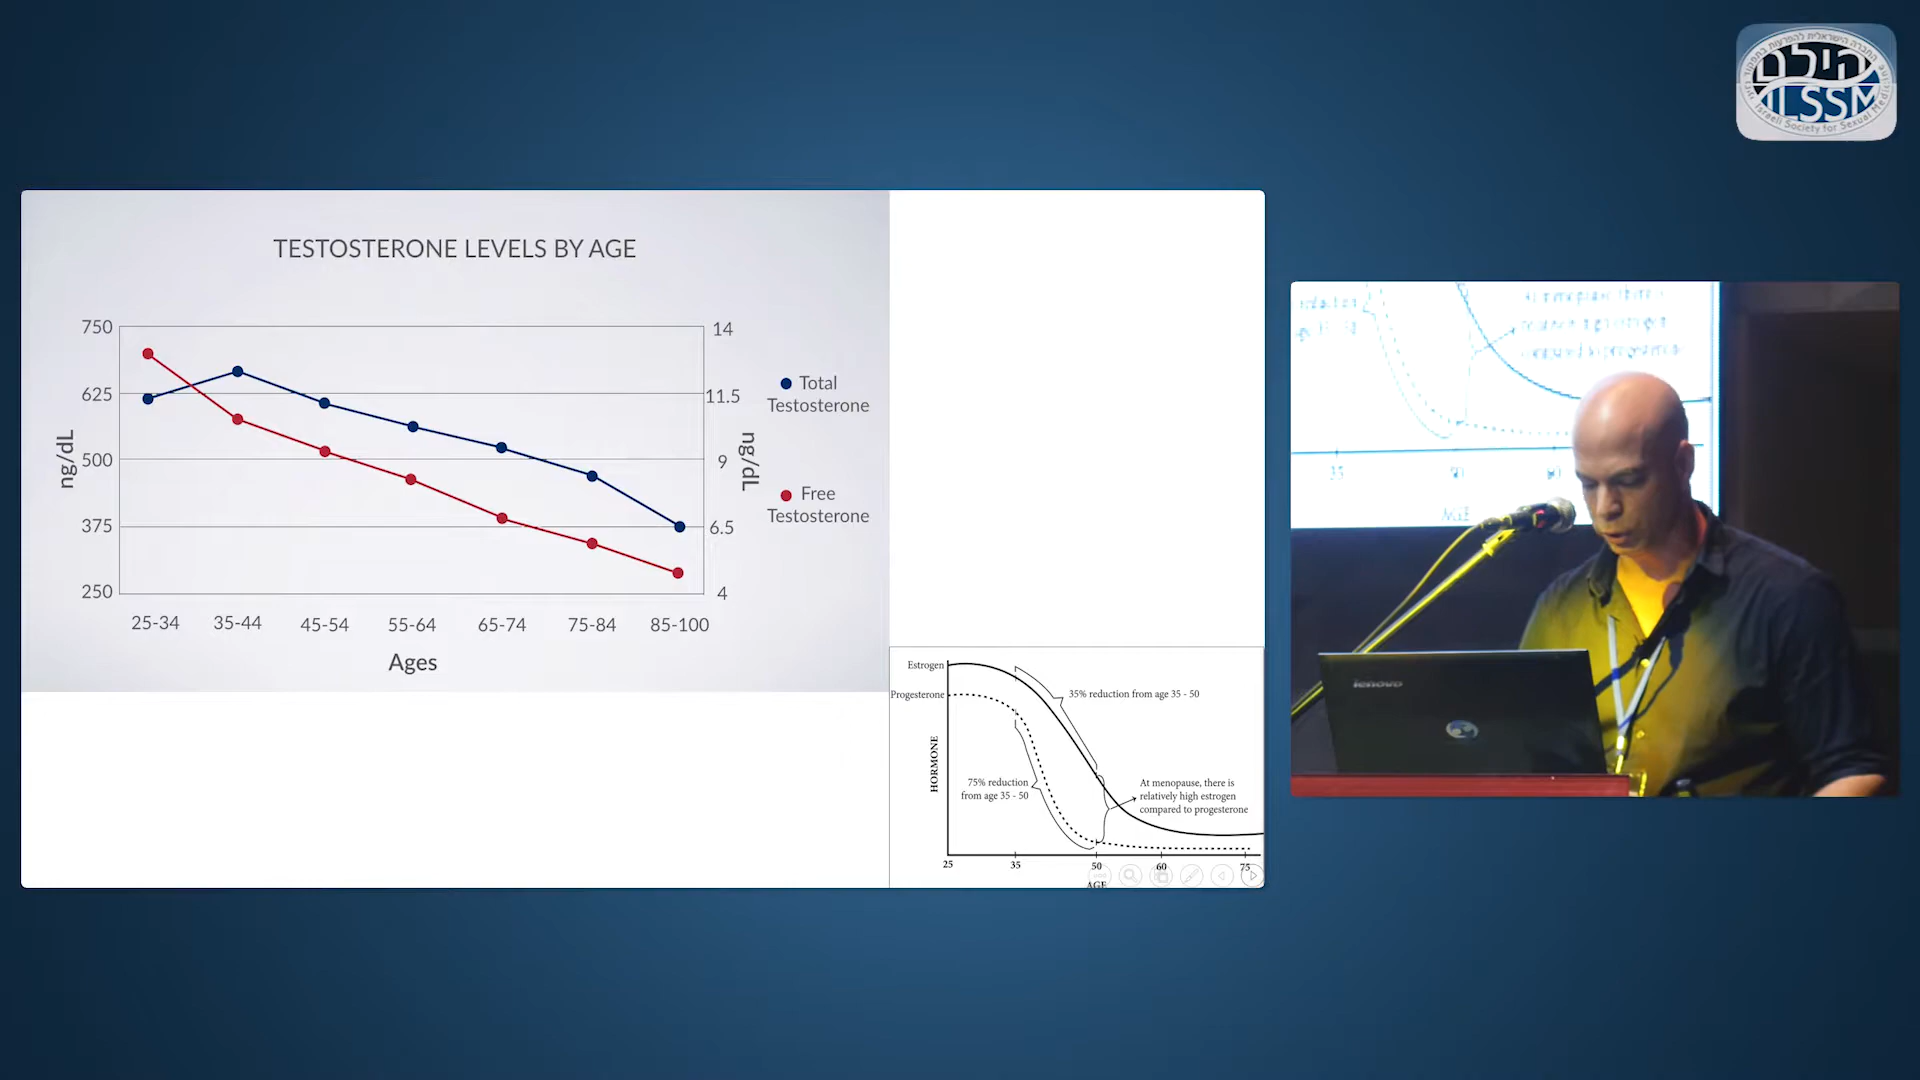 הילם
ILSSM
Israeli Society for Sexual Medicine
TESTOSTERONE LEVELS BY AGE
750
625
500
375
250
ng/dL
14
11.5
9
6.5
4
ng/dL
Total
Testosterone
Free
Testosterone
25-34 35-44 45-54 55-64 65-74 75-84 85-100
Ages
Estrogen
Progesterone
HORMONE
35% reduction from age 35 - 50
75% reduction
from age 35 - 50
At menopause, there is
relatively high estrogen
compared to progesterone
25 35 50 60 75
AGE
35
AGE
lenovo